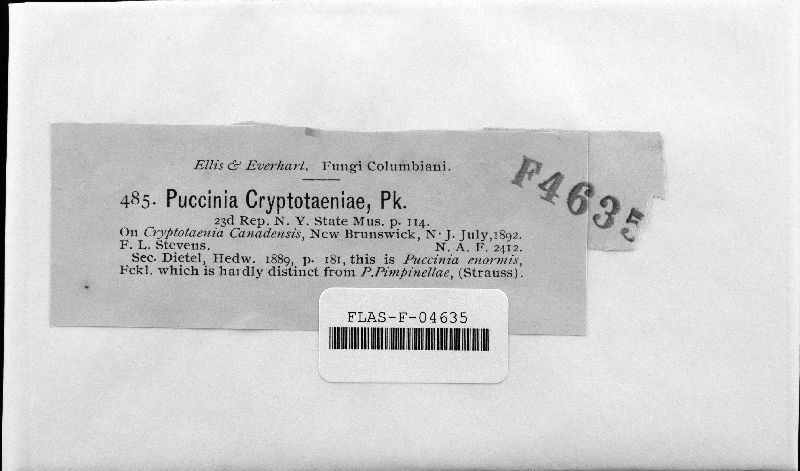 Ellis & Everhart. Fungi Columbiani.
485. Puccinia Cryptotaeniae, Pk.
23d Rep. N. Y. State Mus. p. 114.
On Cryptotaenia Canadensis, New Brunswick, N. J. July, 1892.
F. L. Stevens. N. A. F. 2412.
Sec. Dietel, Hedw. 1889, p. 181, this is Puccinia enormis,
Fckl. which is hardly distinct from P. Pimpinellae, (Strauss).
F4635
FLAS-F-04635